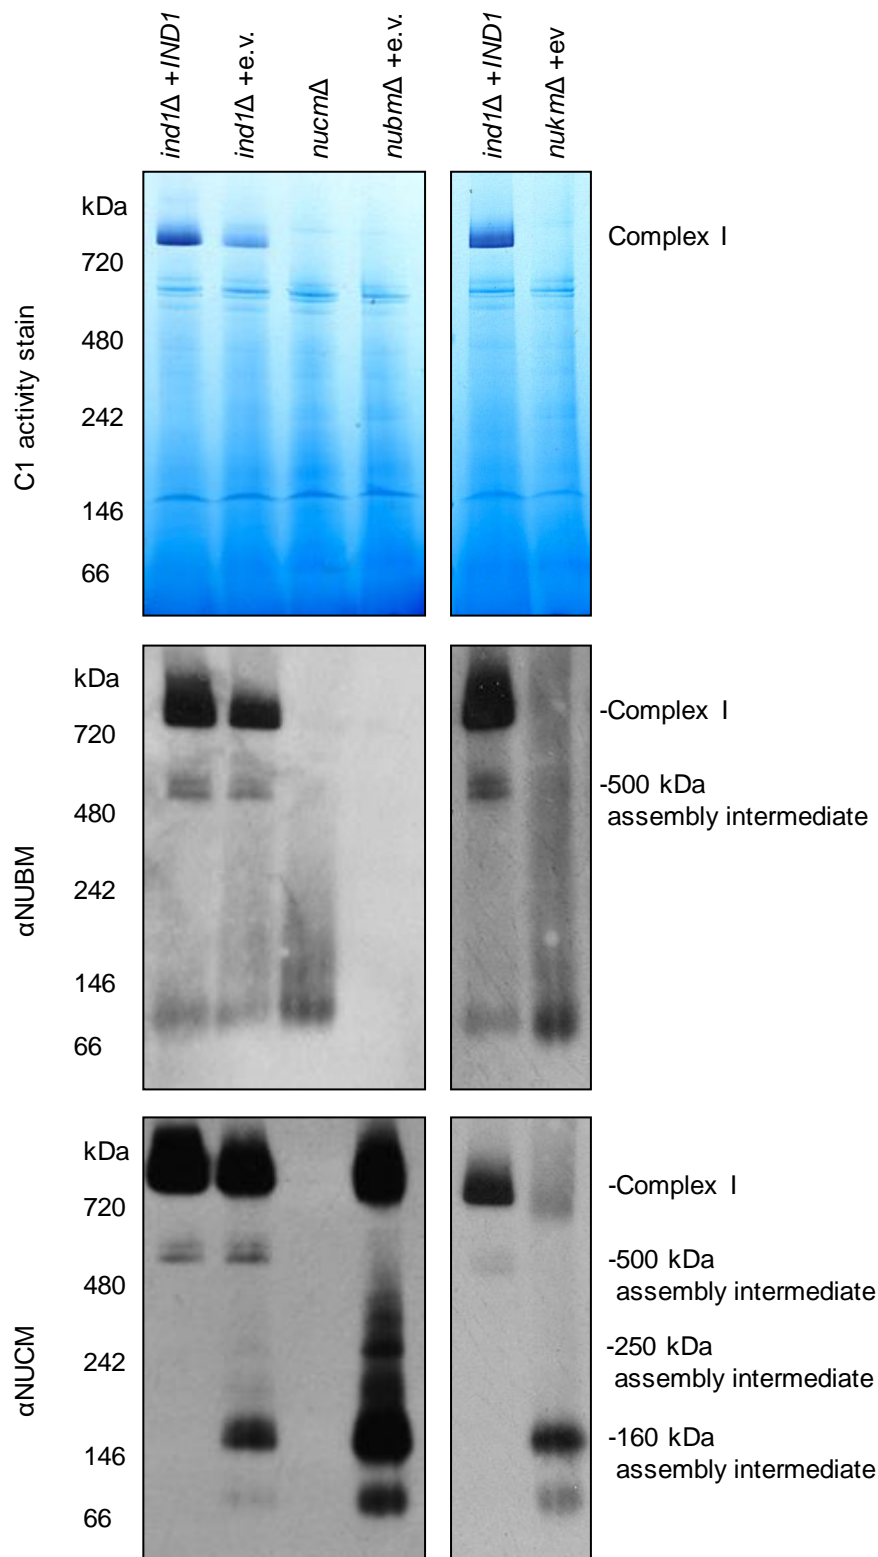 ind1Δ +IND1
ind1Δ +e.v.
nucmΔ
nubmΔ +e.v.
ind1Δ +IND1
nukmΔ +ev
C1 activity stain
kDa
720
480
242
146
66
Complex I
αNUBM
kDa
720
480
242
146
66
-Complex I
-500 kDa
assembly intermediate
αNUCM
kDa
720
480
242
146
66
-Complex I
-500 kDa
assembly intermediate
-250 kDa
assembly intermediate
-160 kDa
assembly intermediate